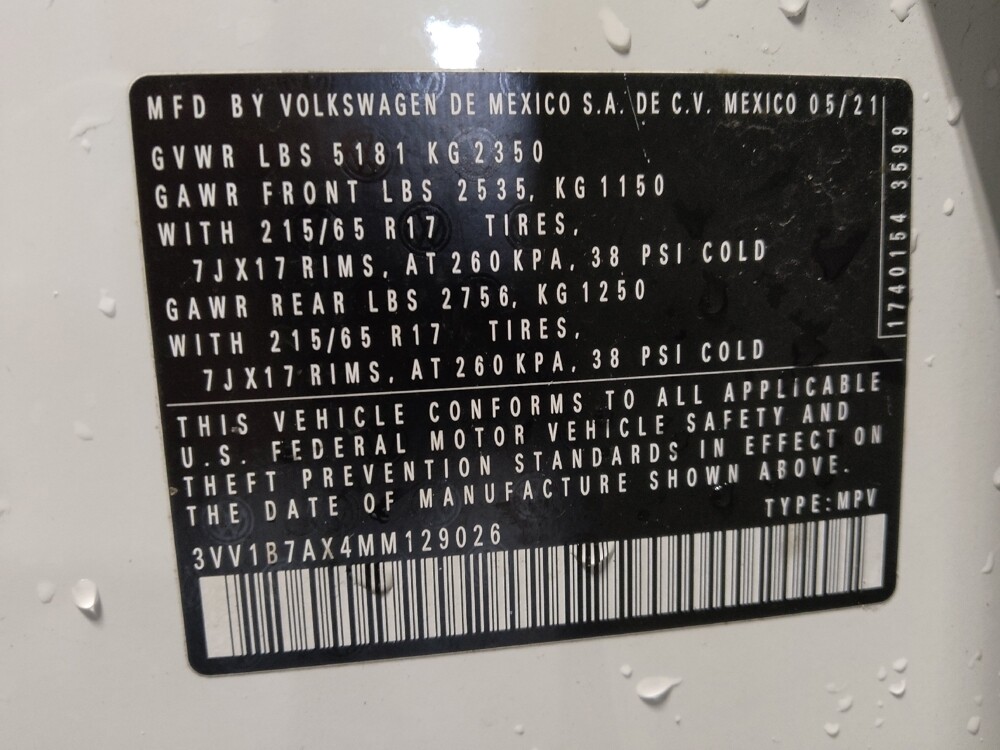 MFD BY VOLKSWAGEN DE MEXICO S.A. DE C.V. MEXICO 05/21
GVWR LBS 5181 KG 2350
GAWR FRONT LBS 2535, KG 1150
WITH 215/65 R17 TIRES,
7JX17 RIMS, AT 260 KPA, 38 PSI COLD
GAWR REAR LBS 2756, KG 1250
WITH 215/65 R17 TIRES,
7JX17 RIMS, AT 260 KPA, 38 PSI COLD
1740154 3599
THIS VEHICLE CONFORMS TO ALL APPLICABLE
U.S. FEDERAL MOTOR VEHICLE SAFETY AND
THEFT PREVENTION STANDARDS IN EFFECT ON
THE DATE OF MANUFACTURE SHOWN ABOVE.
TYPE:MPV
3VV1B7AX4MM129026